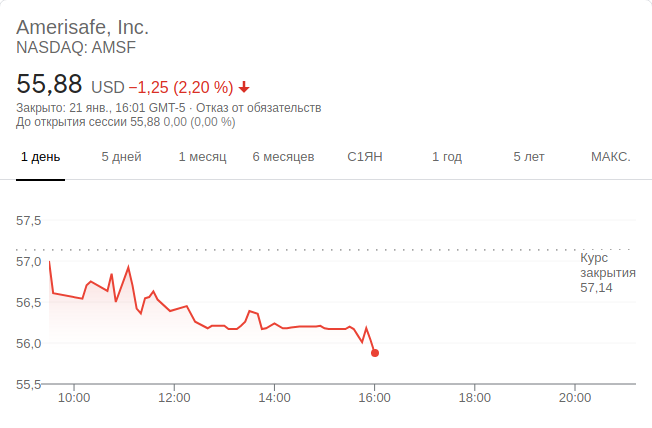 Amerisafe, Inc.
NASDAQ: AMSF
55,88 USD −1,25 (2,20 %)
Закрыто: 21 янв., 16:01 GMT-5 · Отказ от обязательств
До открытия сессии 55,88 0,00 (0,00 %)
1 день 5 дней 1 месяц 6 месяцев С1ЯН 1 год 5 лет МАКС.
57,5
57,0
56,5
56,0
55,5
Курс
закрытия
57,14
10:00 12:00 14:00 16:00 18:00 20:00